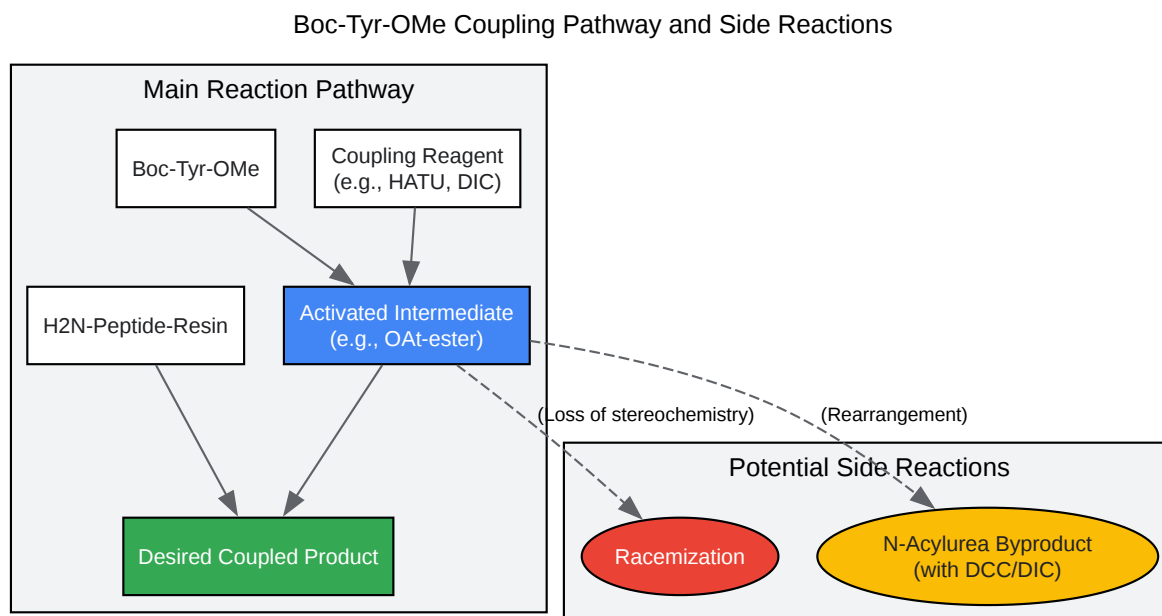 Boc-Tyr-OMe Coupling Pathway and Side Reactions
Main Reaction Pathway
Boc-Tyr-OMe
Coupling Reagent
(e.g., HATU, DIC)
H2N-Peptide-Resin
Activated Intermediate
(e.g., OAt-ester)
(Loss of stereochemistry)
(Rearrangement)
Potential Side Reactions
Desired Coupled Product
Racemization
N-Acylurea Byproduct
(with DCC/DIC)